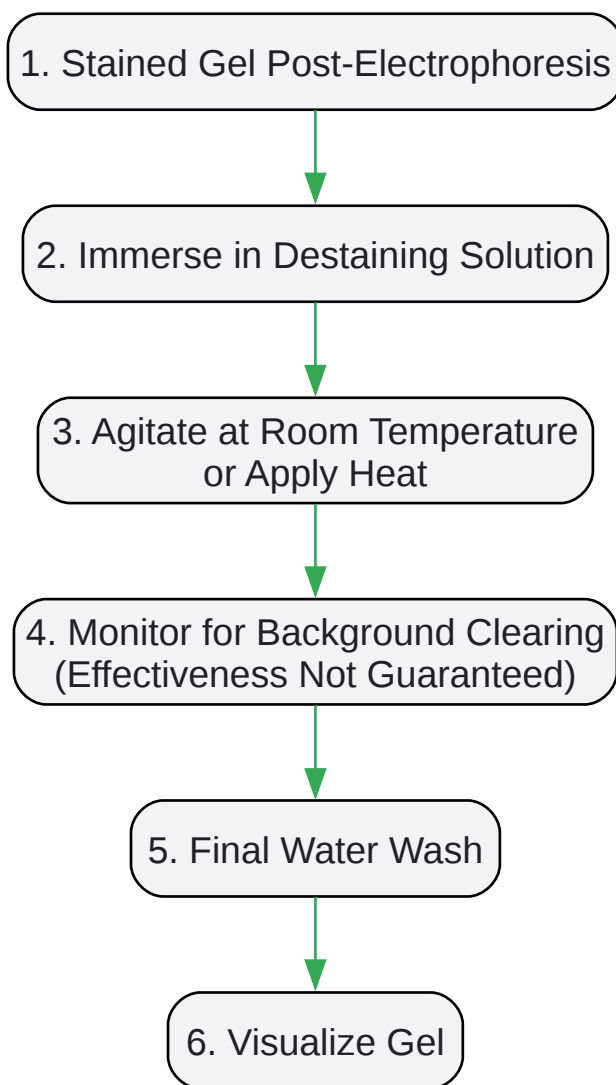 1. Stained Gel Post-Electrophoresis
2. Immerse in Destaining Solution
3. Agitate at Room Temperature
or Apply Heat
4. Monitor for Background Clearing
(Effectiveness Not Guaranteed)
5. Final Water Wash
6. Visualize Gel